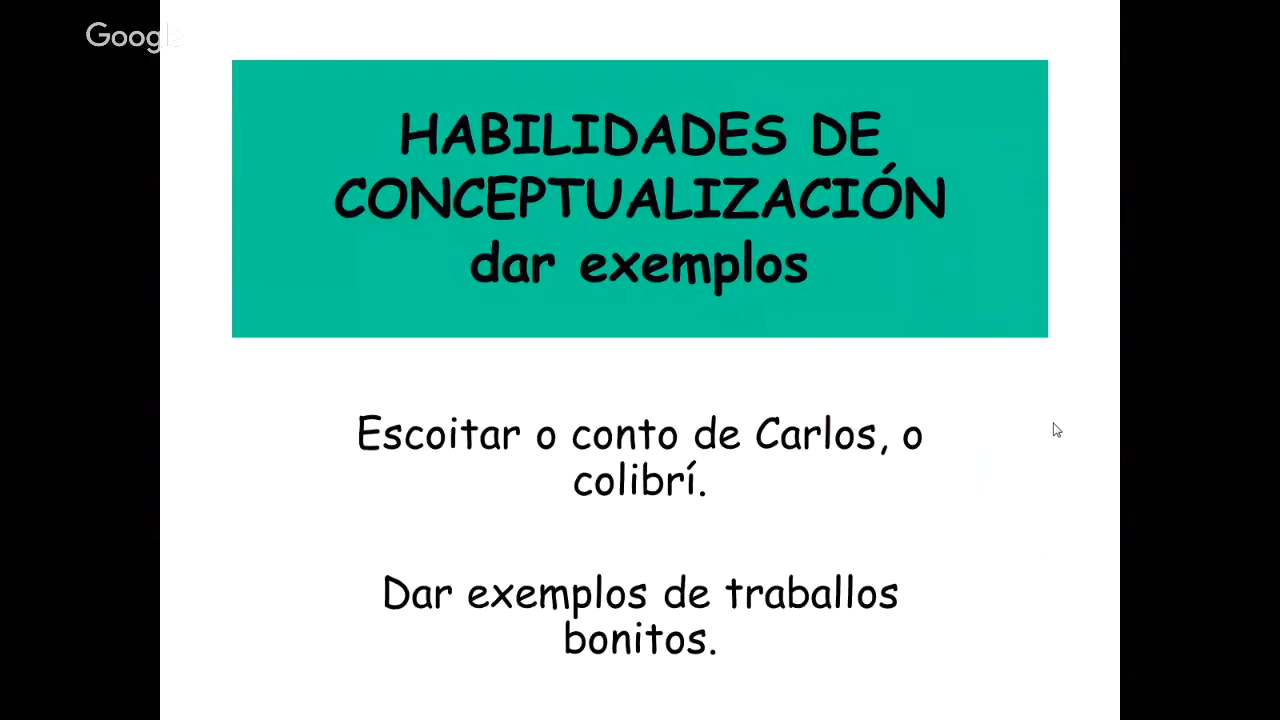 Google
HABILIDADES DE
CONCEPTUALIZACIÓN
dar exemplos
Escoitar o conto de Carlos, o
colibrí.
Dar exemplos de traballos
bonitos.